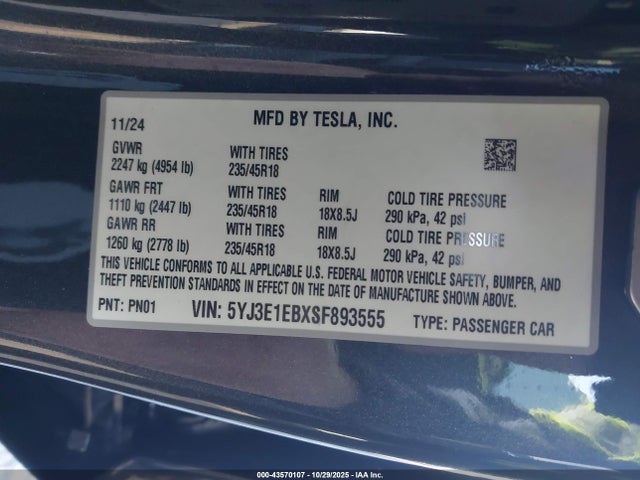 11/24
MFD BY TESLA, INC.
GVWR
2247 kg (4954 lb)
WITH TIRES
235/45R18
GAWR FRT
1110 kg (2447 lb)
WITH TIRES
235/45R18
RIM
18X8.5J
COLD TIRE PRESSURE
290 kPa, 42 psi
GAWR RR
1260 kg (2778 lb)
WITH TIRES
235/45R18
RIM
18X8.5J
COLD TIRE PRESSURE
290 kPa, 42 psi
THIS VEHICLE CONFORMS TO ALL APPLICABLE U.S. FEDERAL MOTOR VEHICLE SAFETY, BUMPER, AND
THEFT PREVENTION STANDARDS IN EFFECT ON THE DATE OF MANUFACTURE SHOWN ABOVE.
PNT: PN01
VIN: 5YJ3E1EBXSF893555
TYPE: PASSENGER CAR
000-43570107 - 10/29/2025 - IAA Inc.